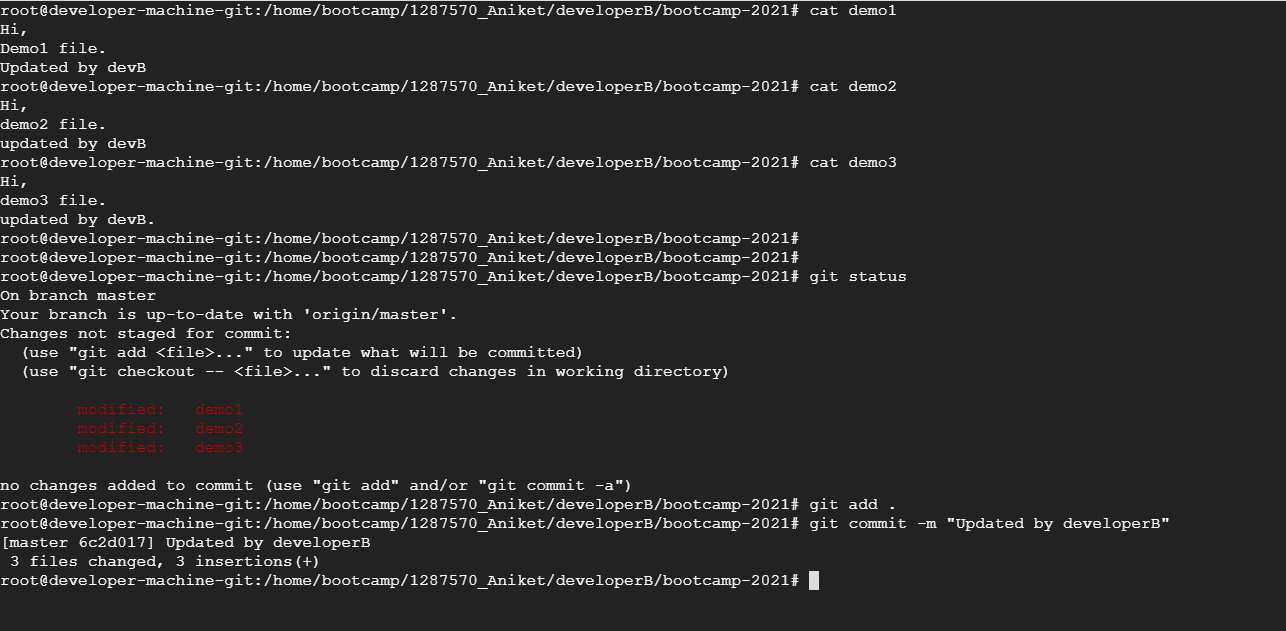 root@developer-machine-git:/home/bootcamp/1287570_Aniket/developerB/bootcamp-2021# cat demo1
Hi,
Demo1 file.
Updated by devB
root@developer-machine-git:/home/bootcamp/1287570_Aniket/developerB/bootcamp-2021# cat demo2
Hi,
demo2 file.
updated by devB
root@developer-machine-git:/home/bootcamp/1287570_Aniket/developerB/bootcamp-2021# cat demo3
Hi,
demo3 file.
updated by devB.
root@developer-machine-git:/home/bootcamp/1287570_Aniket/developerB/bootcamp-2021#
root@developer-machine-git:/home/bootcamp/1287570_Aniket/developerB/bootcamp-2021#
root@developer-machine-git:/home/bootcamp/1287570_Aniket/developerB/bootcamp-2021# git status
On branch master
Your branch is up-to-date with 'origin/master'.
Changes not staged for commit:
  (use "git add <file>..." to update what will be committed)
  (use "git checkout -- <file>..." to discard changes in working directory)
        modified:   demo1
        modified:   demo2
        modified:   demo3
no changes added to commit (use "git add" and/or "git commit -a")
root@developer-machine-git:/home/bootcamp/1287570_Aniket/developerB/bootcamp-2021# git add .
root@developer-machine-git:/home/bootcamp/1287570_Aniket/developerB/bootcamp-2021# git commit -m "Updated by developerB"
[master 6c2d017] Updated by developerB
 3 files changed, 3 insertions(+)
root@developer-machine-git:/home/bootcamp/1287570_Aniket/developerB/bootcamp-2021#